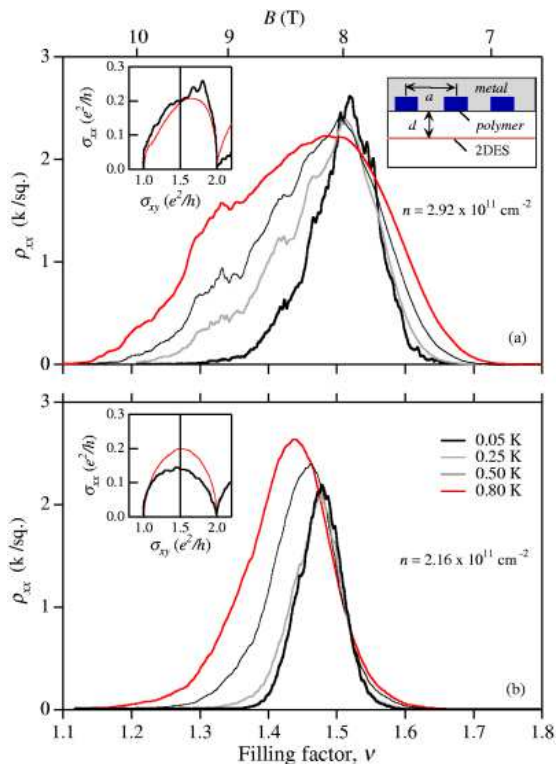 B (T)
10 9 8 7
3
2
1
0
ρxx (k /sq.)
0.3
0.2
0.1
0.0
σxx (e²/h)
1.0 1.5 2.0
σxy (e²/h)
a
metal
d
polymer
2DES
n = 2.92 x 10¹¹ cm⁻²
(a)
3
2
1
0
ρxx (k /sq.)
0.3
0.2
0.1
0.0
σxx (e²/h)
1.0 1.5 2.0
σxy (e²/h)
0.05 K
0.25 K
0.50 K
0.80 K
n = 2.16 x 10¹¹ cm⁻²
(b)
1.1 1.2 1.3 1.4 1.5 1.6 1.7 1.8
Filling factor, ν